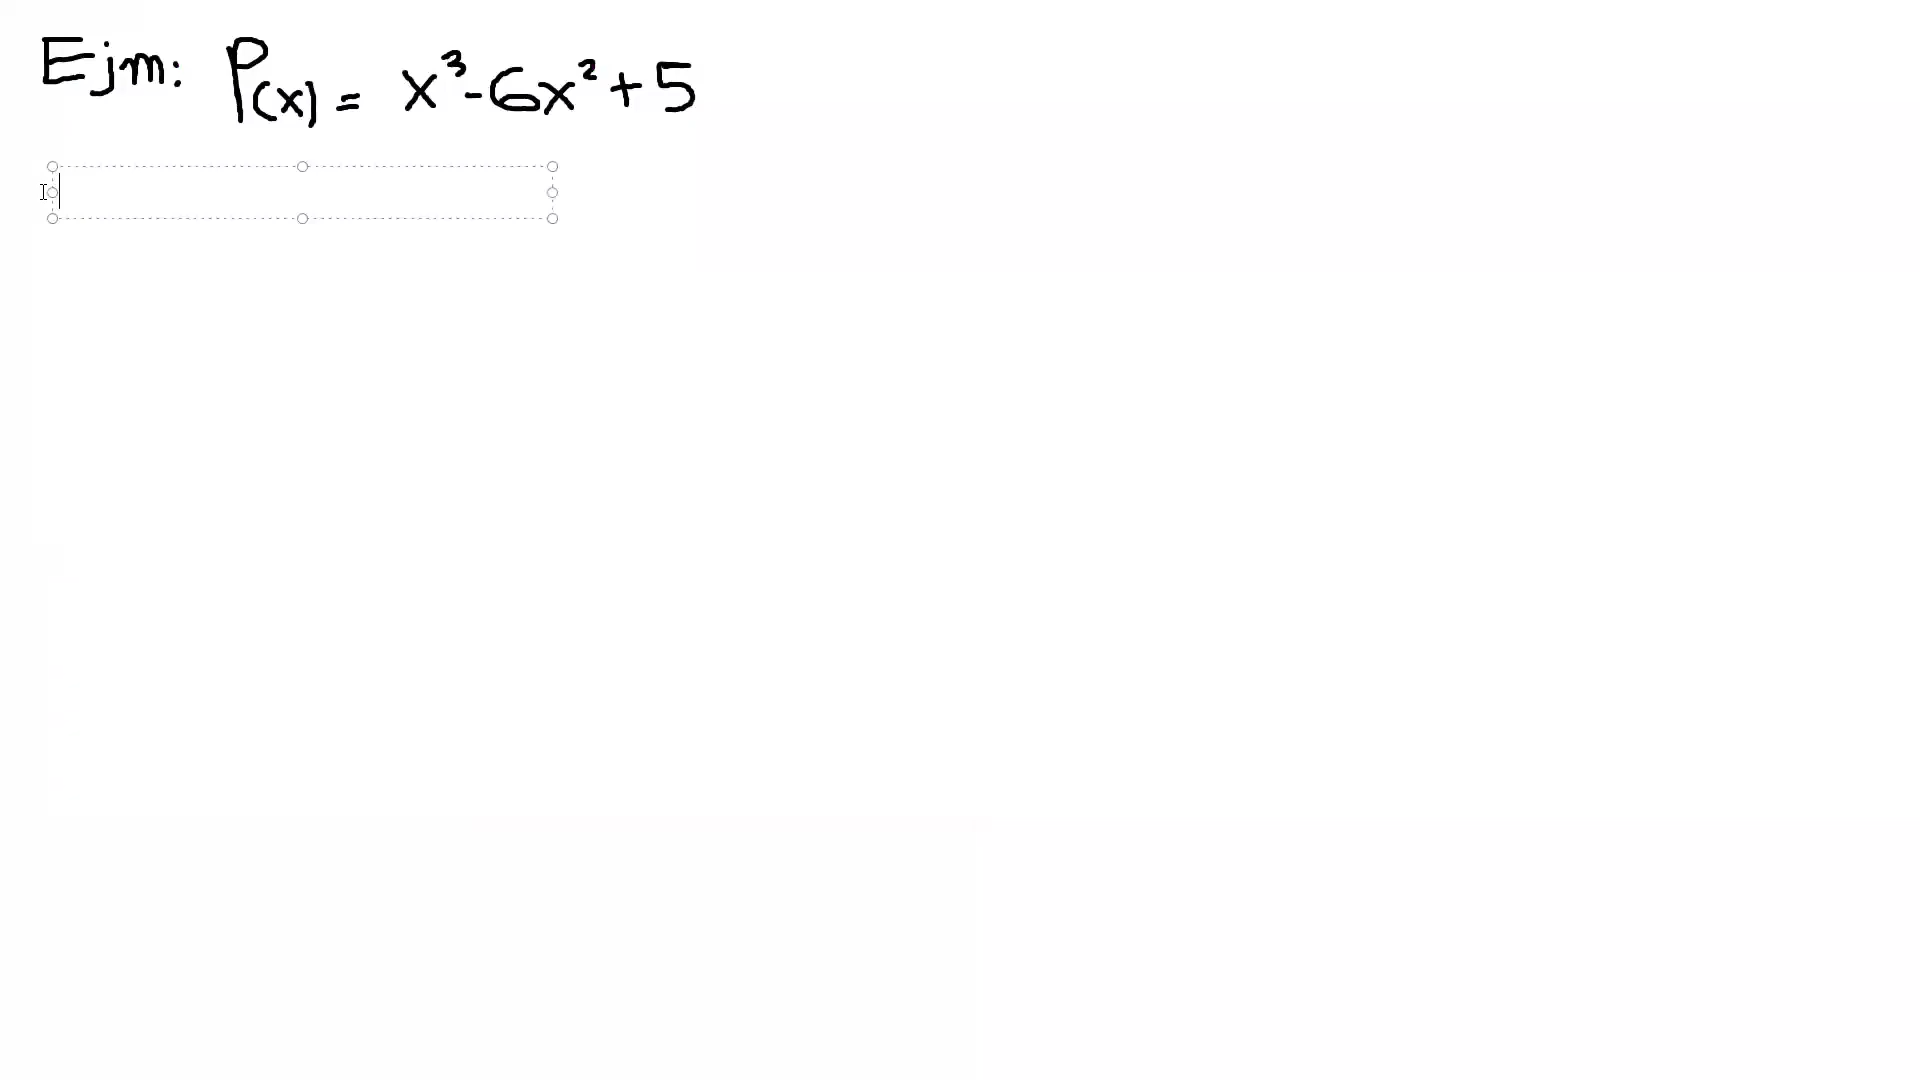 Ejm: P(x) = x³-6x²+5